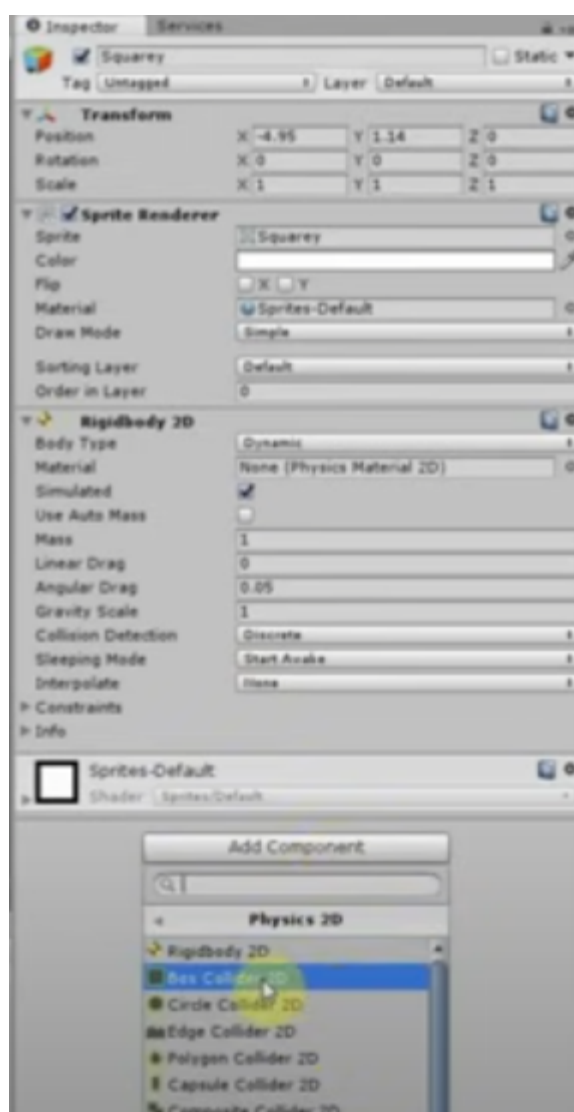 Inspector Services
Squarey Static
Tag Untagged Layer Default
Transform
Position X -4.95 Y 1.14 Z 0
Rotation X 0 Y 0 Z 0
Scale X 1 Y 1 Z 1
Sprite Renderer
Sprite Squarey
Color
Flip X Y
Material Sprites-Default
Draw Mode Simple
Sorting Layer Default
Order in Layer 0
Rigidbody 2D
Body Type Dynamic
Material None (Physics Material 2D)
Simulated
Use Auto Mass
Mass 1
Linear Drag 0
Angular Drag 0.05
Gravity Scale 1
Collision Detection Discrete
Sleeping Mode Start Awake
Interpolate None
Constraints
Info
Sprites-Default
Shader Sprites/Default
Add Component
Physics 2D
Rigidbody 2D
Box Collider 2D
Circle Collider 2D
Edge Collider 2D
Polygon Collider 2D
Capsule Collider 2D
Composite Collider 2D